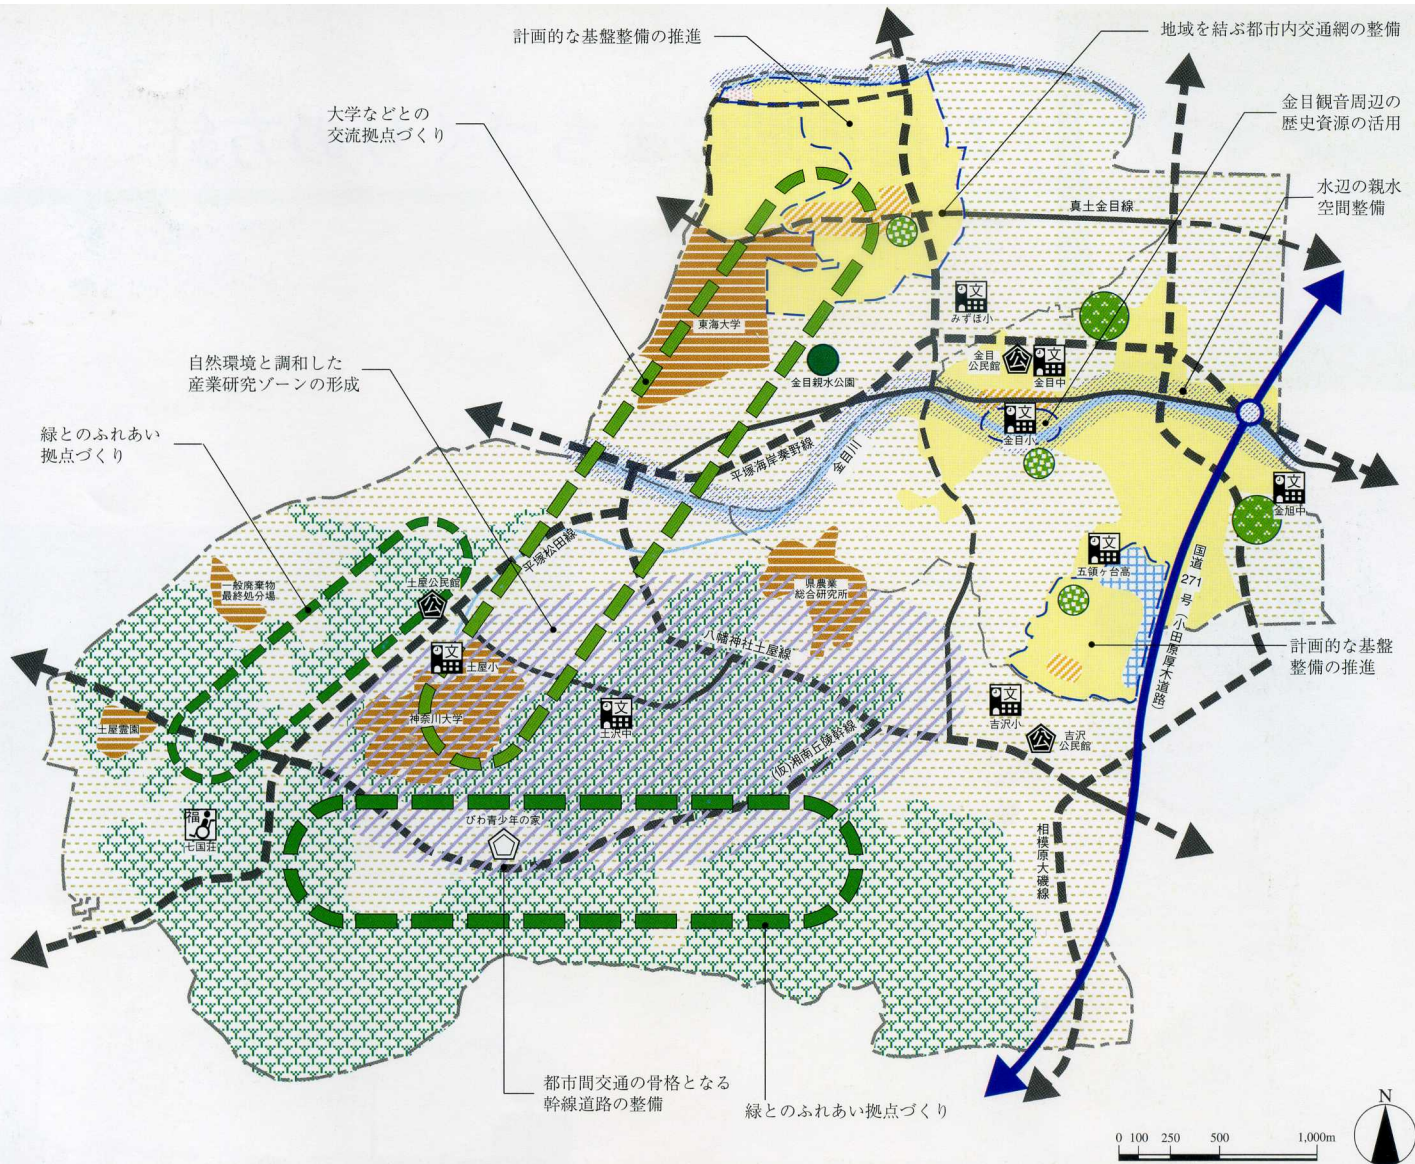 計画的な基盤整備の推進
地域を結ぶ都市内交通網の整備
大学などとの
交流拠点づくり
金目観音周辺の
歴史資源の活用
水辺の親水
空間整備
真土金目線
東海大学
文
みずほ小
金目
公民館
公
文
金目中
金目親水公園
自然環境と調和した
産業研究ゾーンの形成
文
金目小
緑とのふれあい
拠点づくり
平塚海岸秦野線
金目川
文
金旭中
平塚松田線
文
五領ヶ台高
国道271号(小田原厚木道路)
一般廃棄物
最終処分場
土屋公民館
公
県農業
総合研究所
八幡神社土屋線
計画的な基盤
整備の推進
文
土屋小
神奈川大学
文
土沢中
文
吉沢小
公
吉沢
公民館
土屋霊園
(仮)湘南丘陵幹線
福
七国荘
びわ青少年の家
相模原大磯線
都市間交通の骨格となる
幹線道路の整備
緑とのふれあい拠点づくり
N
0 100 250 500 1,000m